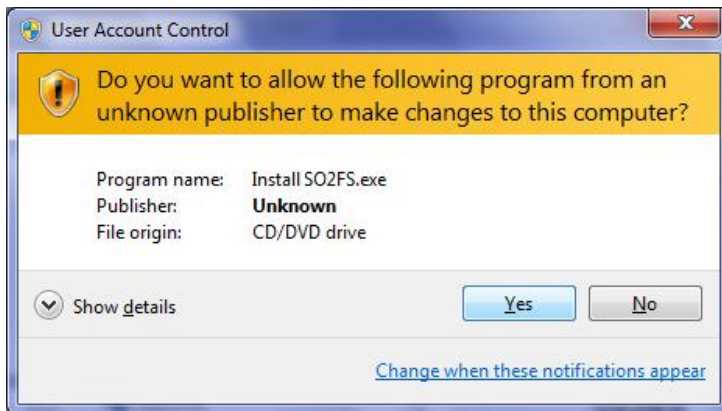 User Account Control
Do you want to allow the following program from an
unknown publisher to make changes to this computer?
Program name: Install SO2FS.exe
Publisher: Unknown
File origin: CD/DVD drive
Show details
Yes No
Change when these notifications appear